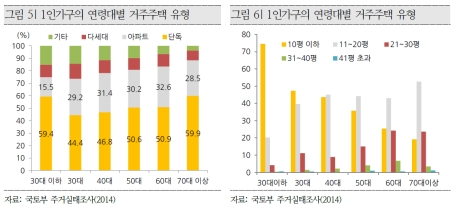 그림 5| 1인가구의 연령대별 거주주택 유형
(%)
기타 다세대 아파트 단독
100
90
80
70
60
50
40
30
20
10
0
15.5 29.2 31.4 30.2 32.6 28.5
59.4 44.4 46.8 50.6 50.9 59.9
30대 이하 30대 40대 50대 60대 70대 이상
자료: 국토부 주거실태조사(2014)
그림 6| 1인가구의 연령대별 거주주택 유형
10평 이하 11~20평 21~30평
31~40평 41평 초과
80
70
60
50
40
30
20
10
0
30대이하 30대 40대 50대 60대 70대이상
자료: 국토부 주거실태조사(2014)